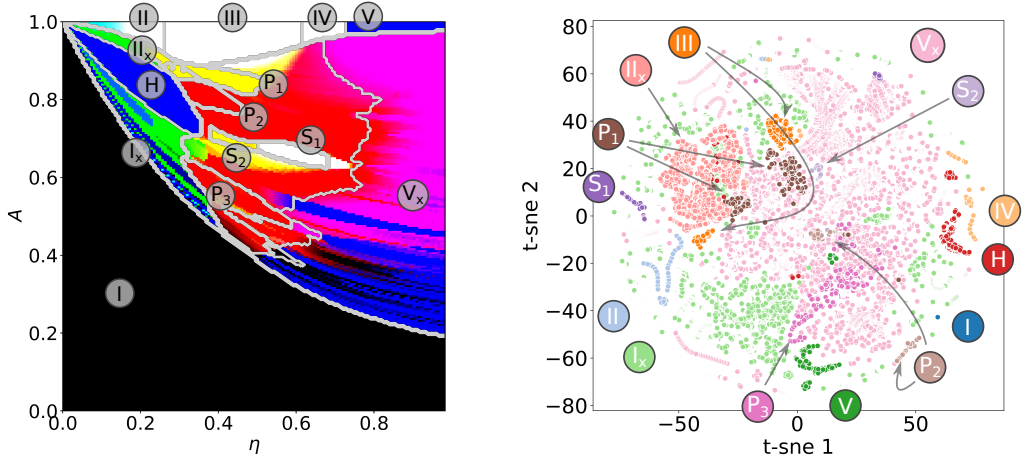 II III IV V
1.0
IIₓ
H
P₁
0.8
P₂
S₁
Iₓ
S₂
0.6
A
P₃
Vₓ
0.4
I
0.2
0.0
0.0 0.2 0.4 0.6 0.8
η
80
III
Vₓ
60
IIₓ
S₂
40
P₁
20
S₁
IV
0
t-sne 2
H
−20
−40
II
I
Iₓ
−60
P₂
−80
P₃
V
−50 0 50
t-sne 1